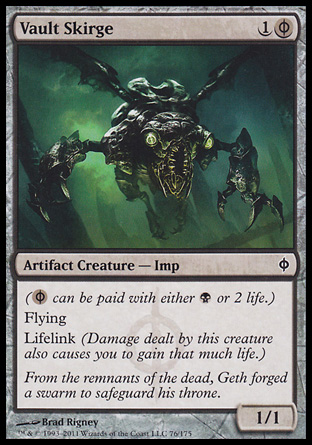 Vault Skirge 1
Artifact Creature — Imp
( can be paid with either or 2 life.)
Flying
Lifelink (Damage dealt by this creature
also causes you to gain that much life.)
From the remnants of the dead, Geth forged
a swarm to safeguard his throne.
1/1
Brad Rigney
™ & © 1993–2011 Wizards of the Coast LLC 76/175